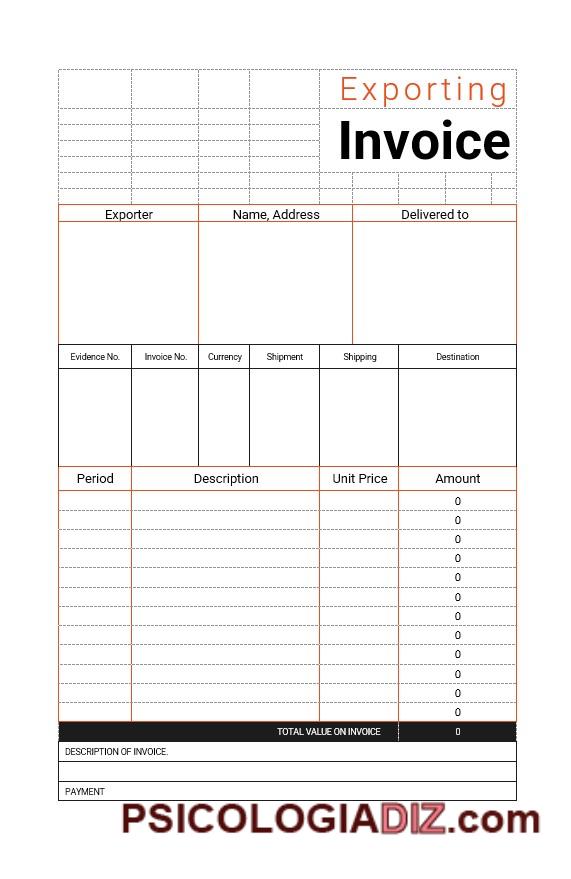 Exporting
Invoice
Exporter Name, Address Delivered to
Evidence No. Invoice No. Currency Shipment Shipping Destination
Period Description Unit Price Amount
0
0
0
0
0
0
0
0
0
0
0
0
TOTAL VALUE ON INVOICE 0
DESCRIPTION OF INVOICE.
PAYMENT
PSICOLOGIADIZ.com